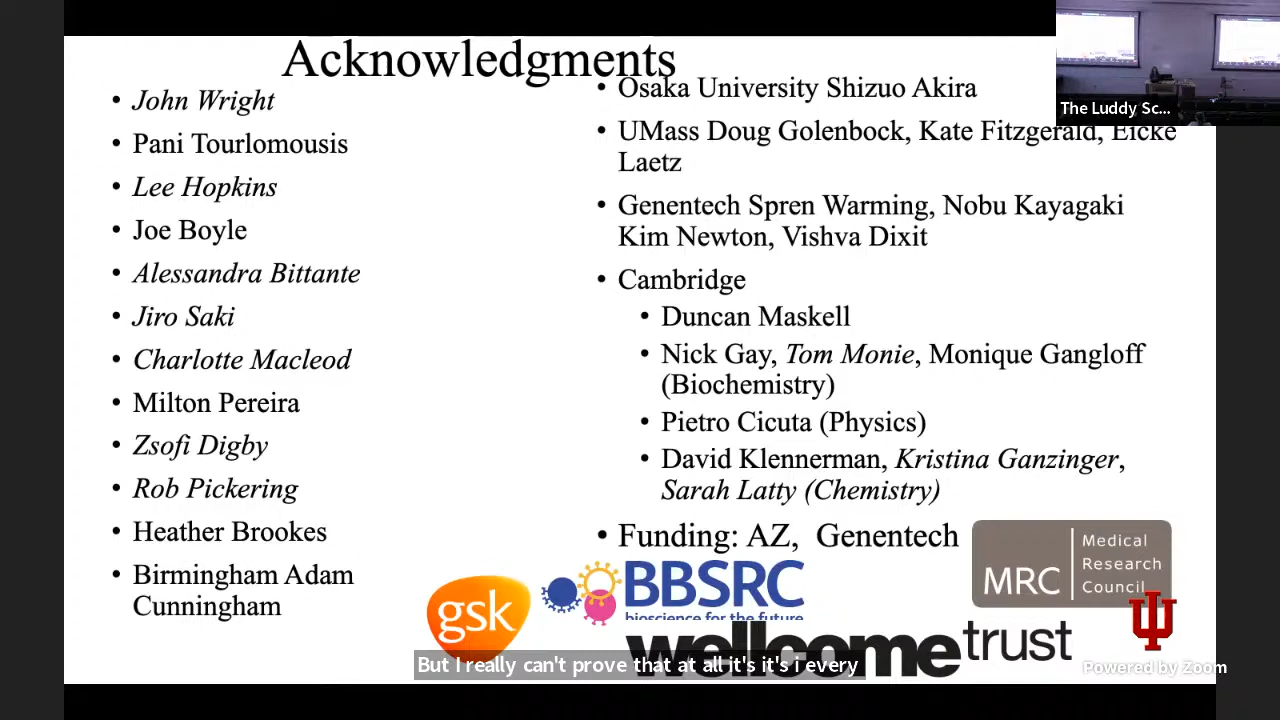 Acknowledgments
John Wright
Pani Tourlomousis
Lee Hopkins
Joe Boyle
Alessandra Bittante
Jiro Saki
Charlotte Macleod
Milton Pereira
Zsofi Digby
Rob Pickering
Heather Brookes
Birmingham Adam
Cunningham
Osaka University Shizuo Akira
UMass Doug Golenbock, Kate Fitzgerald, Eicke
Laetz
Genentech Spren Warming, Nobu Kayagaki
Kim Newton, Vishva Dixit
Cambridge
Duncan Maskell
Nick Gay, Tom Monie, Monique Gangloff
(Biochemistry)
Pietro Cicuta (Physics)
David Klennerman, Kristina Ganzinger,
Sarah Latty (Chemistry)
Funding: AZ, Genentech
gsk
BBSRC
bioscience for the future
wellcome trust
MRC
Medical
Research
Council
The Luddy Sc...
But I really can't prove that at all it's it's i every
Powered by Zoom